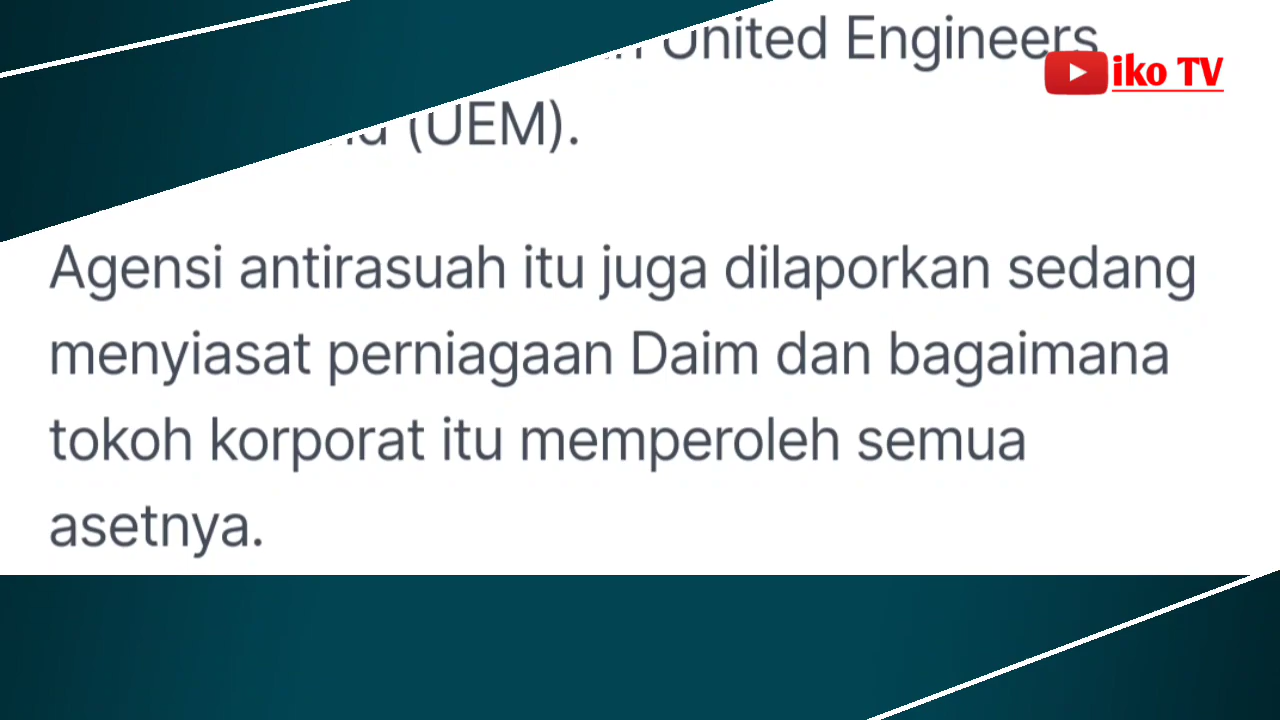 United Engineers
iko TV
(UEM).
Agensi antirasuah itu juga dilaporkan sedang
menyiasat perniagaan Daim dan bagaimana
tokoh korporat itu memperoleh semua
asetnya.